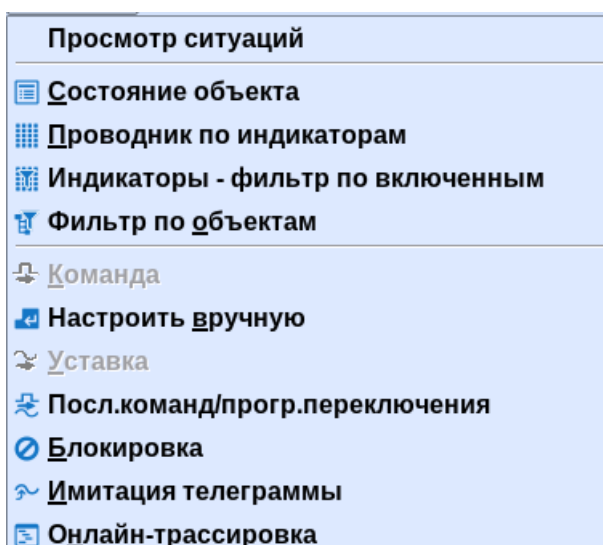 Просмотр ситуаций
Состояние объекта
Проводник по индикаторам
Индикаторы - фильтр по включенным
Фильтр по объектам
Команда
Настроить вручную
Уставка
Посл.команд/прогр.переключения
Блокировка
Имитация телеграммы
Онлайн-трассировка